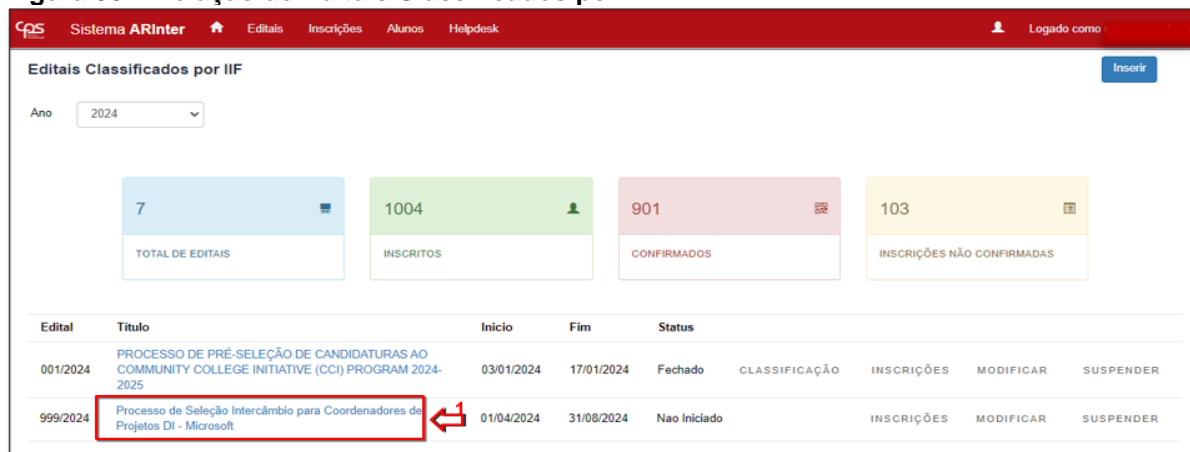 CPS Sistema ARInter Editais Inscrições Alunos Helpdesk Logado como
Editais Classificados por IIF Inserir
Ano 2024
7 1004 901 103
TOTAL DE EDITAIS INSCRITOS CONFIRMADOS INSCRIÇÕES NÃO CONFIRMADAS
Edital Título Inicio Fim Status
PROCESSO DE PRÉ-SELEÇÃO DE CANDIDATURAS AO
001/2024 COMMUNITY COLLEGE INITIATIVE (CCI) PROGRAM 2024- 03/01/2024 17/01/2024 Fechado CLASSIFICAÇÃO INSCRIÇÕES MODIFICAR SUSPENDER
2025
Processo de Seleção Intercâmbio para Coordenadores de 1
999/2024 Projetos DI - Microsoft 01/04/2024 31/08/2024 Nao Iniciado INSCRIÇÕES MODIFICAR SUSPENDER